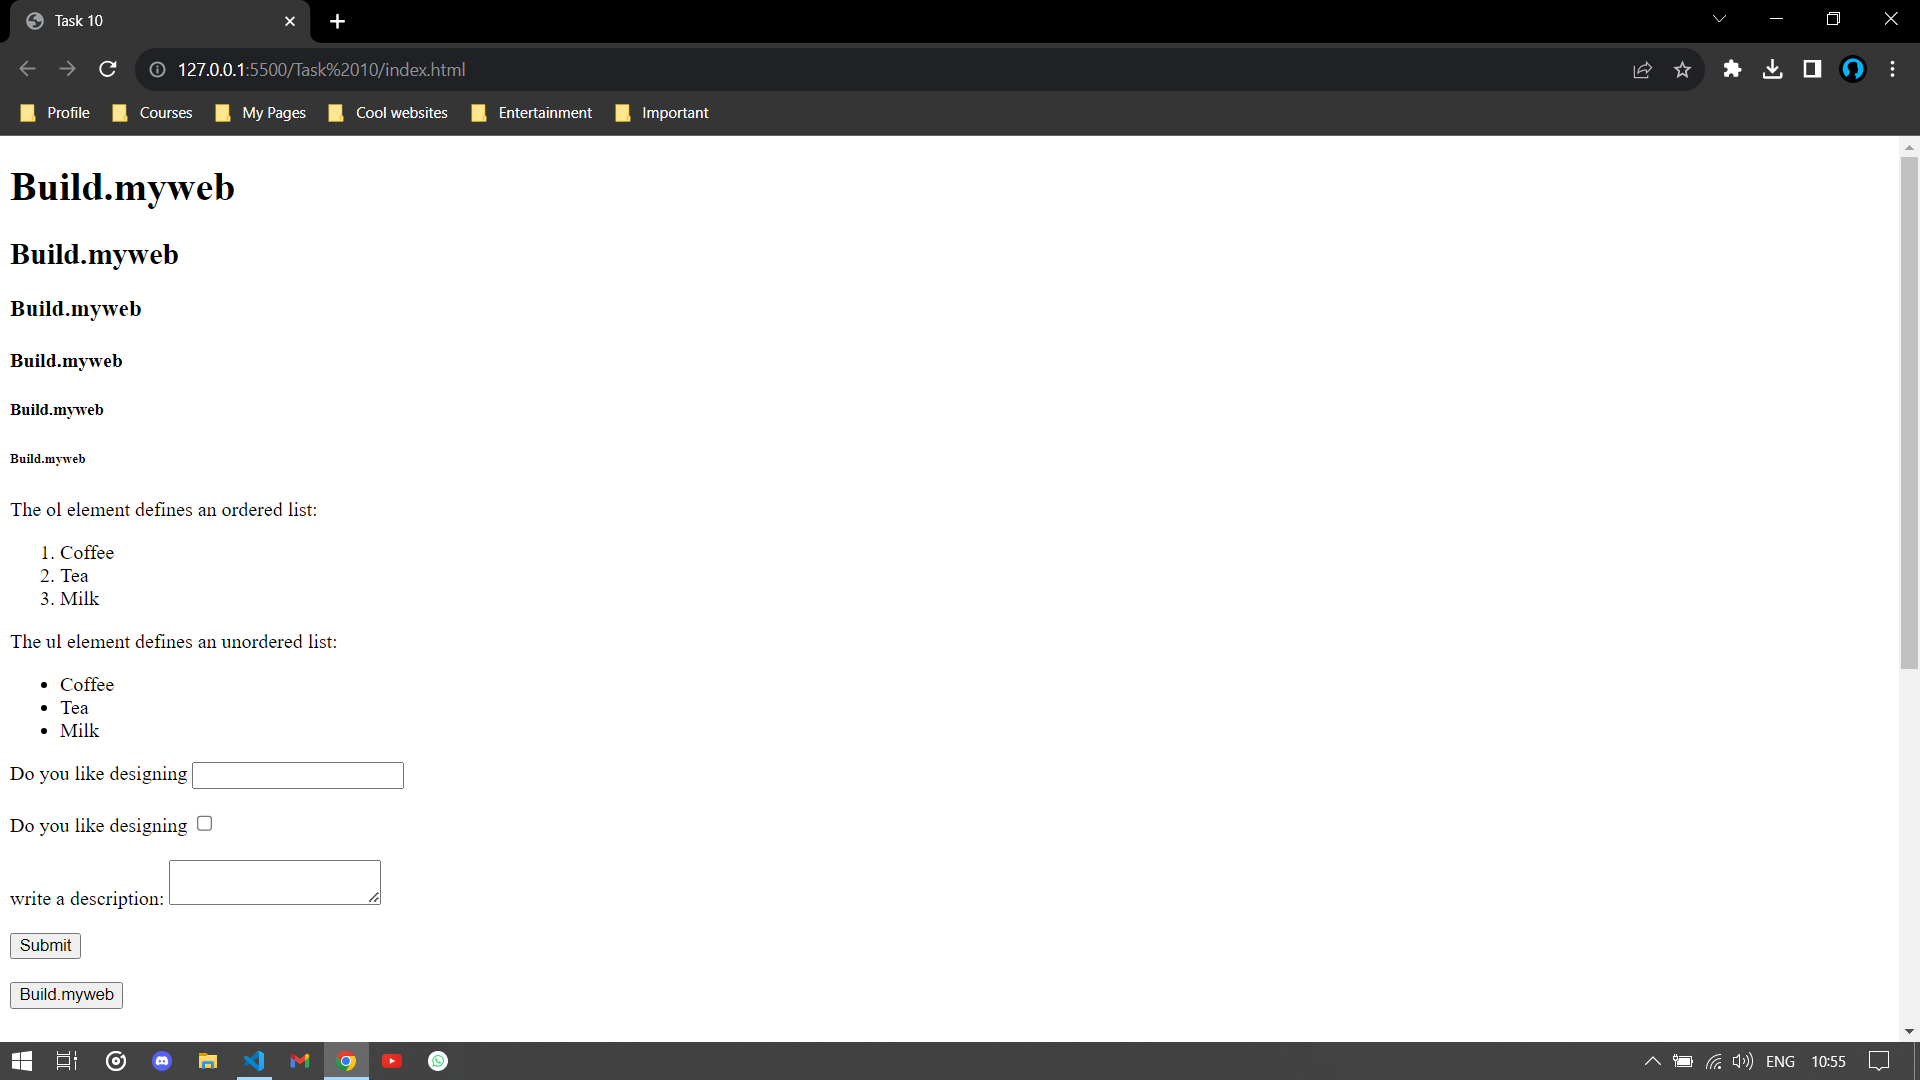 Task 10
127.0.0.1:5500/Task%2010/index.html
Profile Courses My Pages Cool websites Entertainment Important
Build.myweb
Build.myweb
Build.myweb
Build.myweb
Build.myweb
Build.myweb
The ol element defines an ordered list:
1. Coffee
2. Tea
3. Milk
The ul element defines an unordered list:
• Coffee
• Tea
• Milk
Do you like designing
Do you like designing
write a description:
Submit
Build.myweb
ENG 10:55